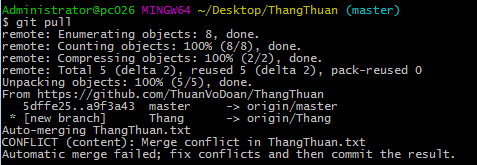 Administrator@pc026 MINGW64 ~/Desktop/ThangThuan (master)
$ git pull
remote: Enumerating objects: 8, done.
remote: Counting objects: 100% (8/8), done.
remote: Compressing objects: 100% (2/2), done.
remote: Total 5 (delta 2), reused 5 (delta 2), pack-reused 0
Unpacking objects: 100% (5/5), done.
From https://github.com/ThuanVoDoan/ThangThuan
   5dffe25..a9f3a43  master     -> origin/master
 * [new branch]      Thang      -> origin/Thang
Auto-merging ThangThuan.txt
CONFLICT (content): Merge conflict in ThangThuan.txt
Automatic merge failed; fix conflicts and then commit the result.